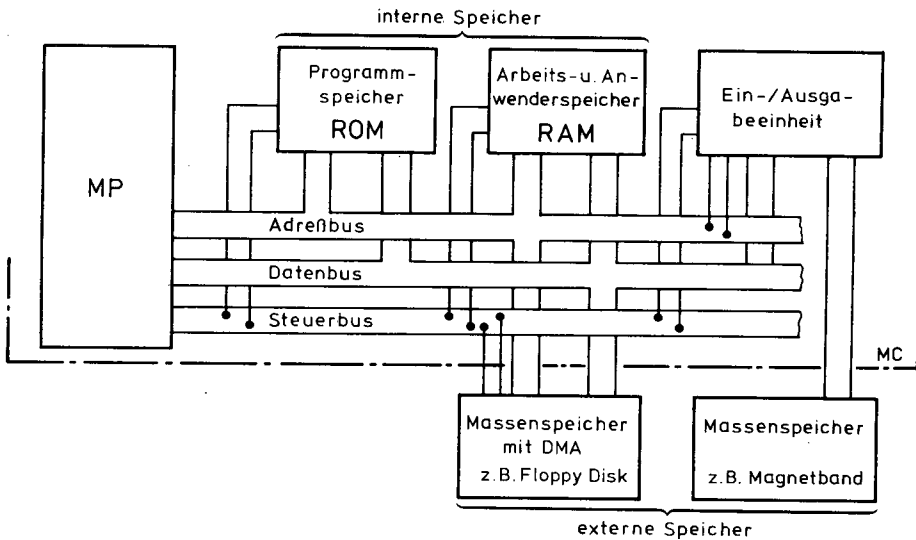 interne Speicher
MP
Programm-
speicher
ROM
Arbeits-u. An-
wenderspeicher
RAM
Ein-/Ausga-
beeinheit
Adreßbus
Datenbus
Steuerbus
MC
Massenspeicher
mit DMA
z.B. Floppy Disk
Massenspeicher
z.B. Magnetband
externe Speicher